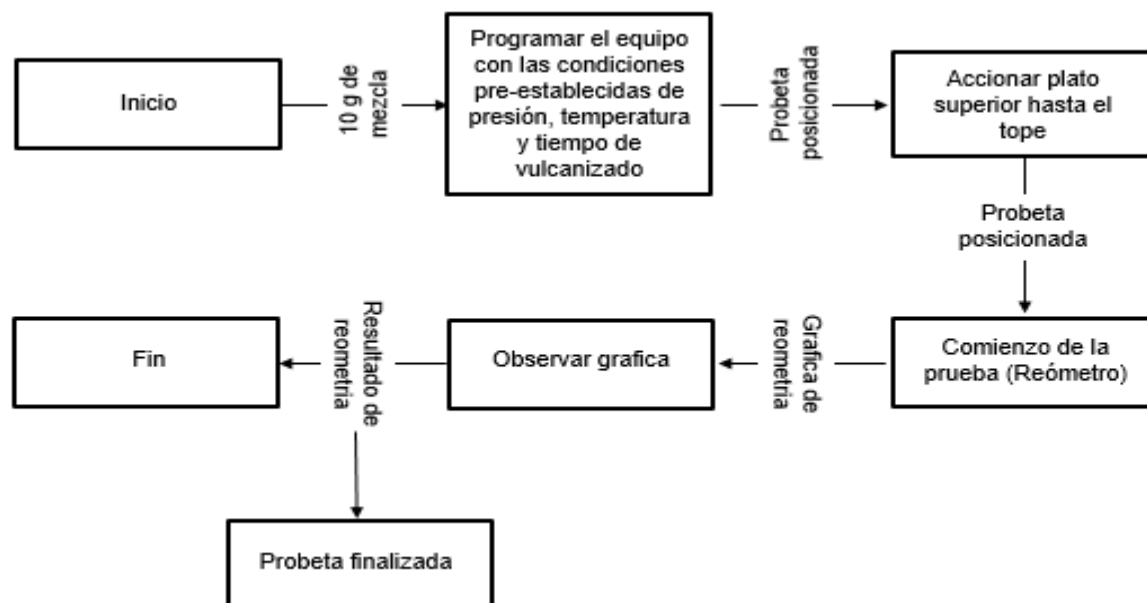 Inicio
10 g de
mezcla
Programar el equipo
con las condiciones
pre-establecidas de
presión, temperatura
y tiempo de
vulcanizado
Probeta
posicionada
Accionar plato
superior hasta el
tope
Probeta
posicionada
Comienzo de la
prueba (Reómetro)
Grafica de
reometria
Observar grafica
Resultado de
reometria
Fin
Probeta finalizada